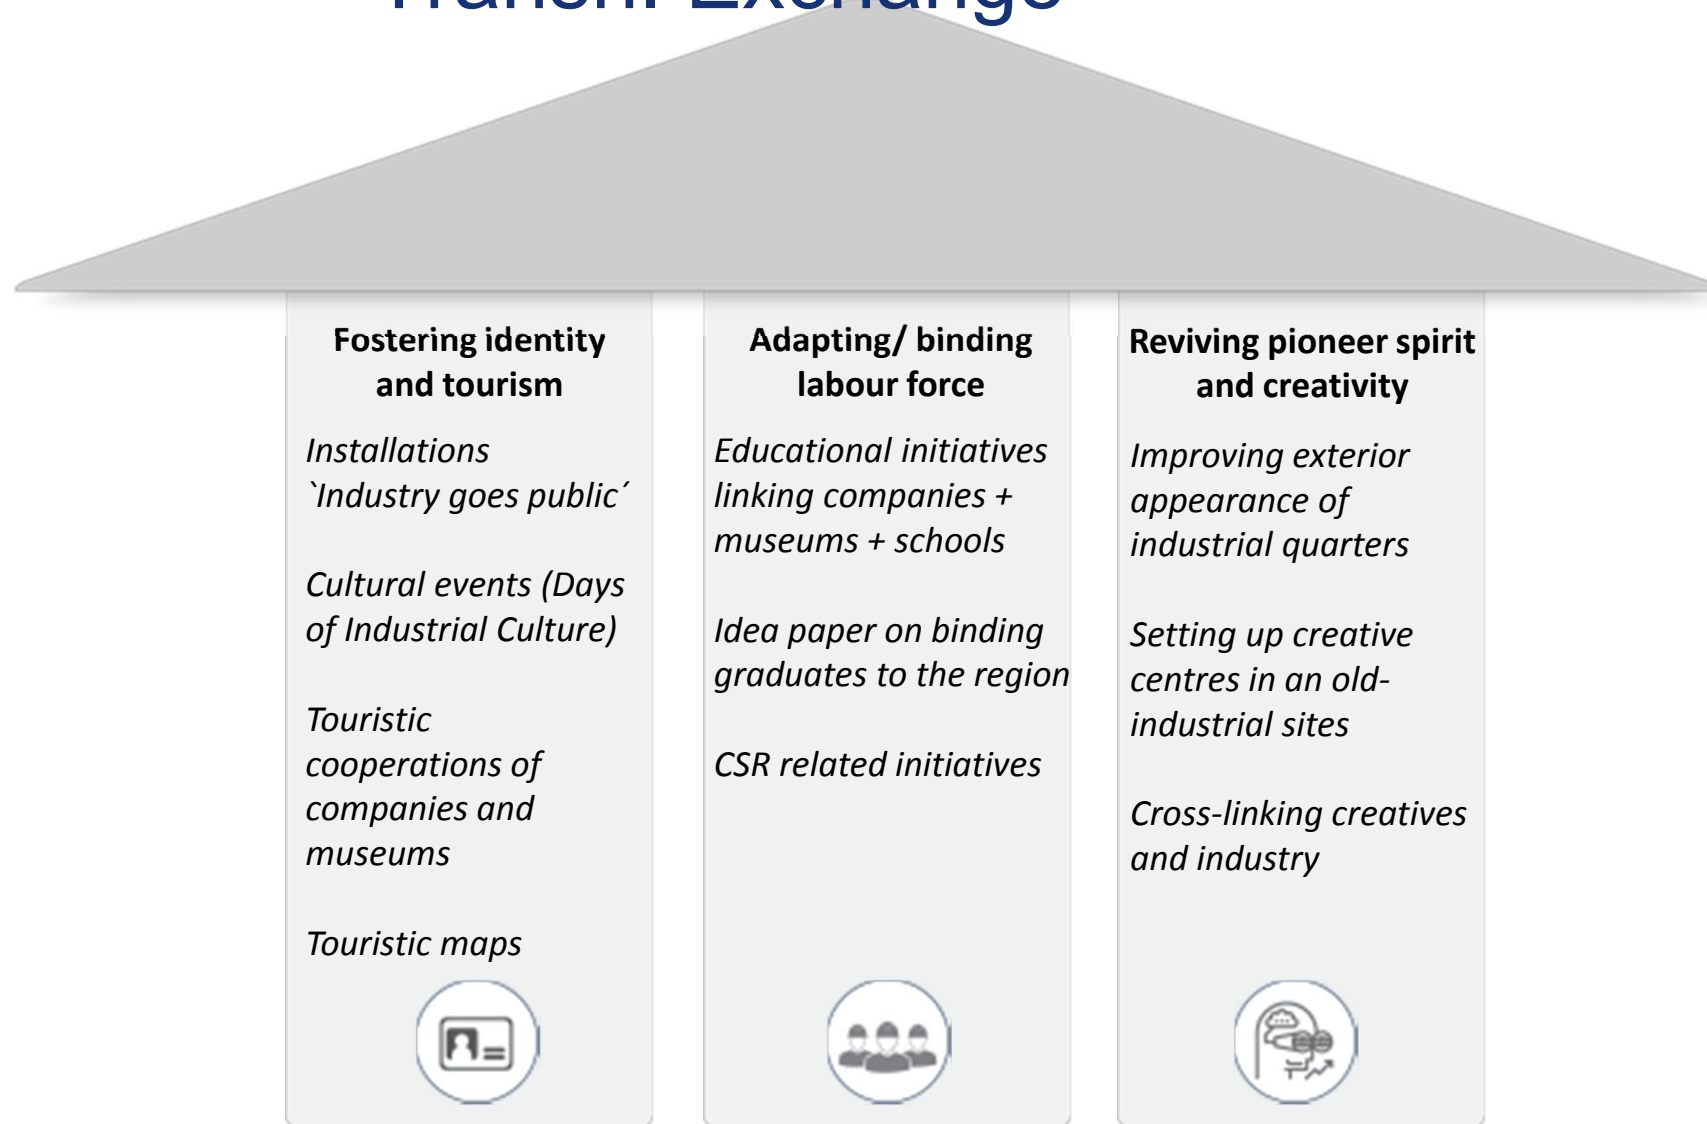 Transn. Exchange
Fostering identity
and tourism
Installations
`Industry goes public´
Cultural events (Days
of Industrial Culture)
Touristic
cooperations of
companies and
museums
Touristic maps
Adapting/ binding
labour force
Educational initiatives
linking companies +
museums + schools
Idea paper on binding
graduates to the region
CSR related initiatives
Reviving pioneer spirit
and creativity
Improving exterior
appearance of
industrial quarters
Setting up creative
centres in an old-
industrial sites
Cross-linking creatives
and industry